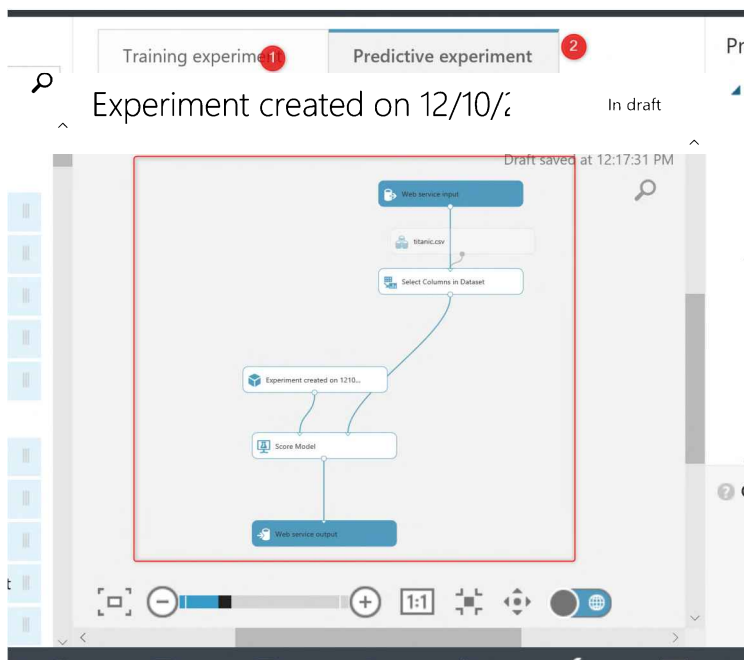 Training experiment
1
Predictive experiment
2
Pr
Experiment created on 12/10/2
In draft
Draft saved at 12:17:31 PM
Web service input
titanic.csv
Select Columns in Dataset
Experiment created on 1210...
Score Model
Web service output
t
1:1